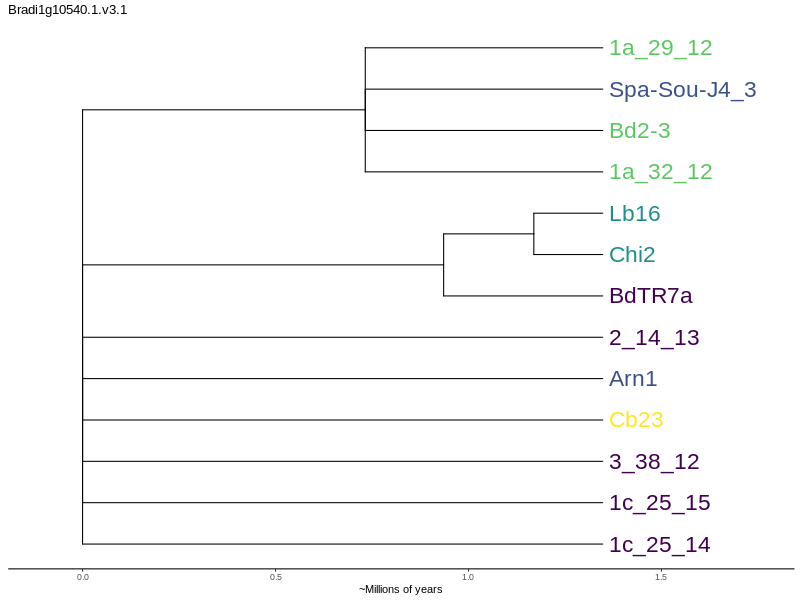 Bradi1g10540.1.v3.1
1a_29_12
Spa-Sou-J4_3
Bd2-3
1a_32_12
Lb16
Chi2
BdTR7a
2_14_13
Arn1
Cb23
3_38_12
1c_25_15
1c_25_14
0.0 0.5 1.0 1.5
~Millions of years